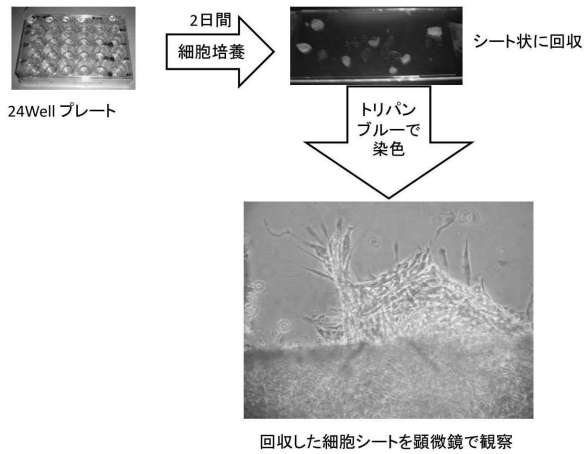 2日間
細胞培養
シート状に回収
24Well プレート
トリパン
ブルーで
染色
回収した細胞シートを顕微鏡で観察